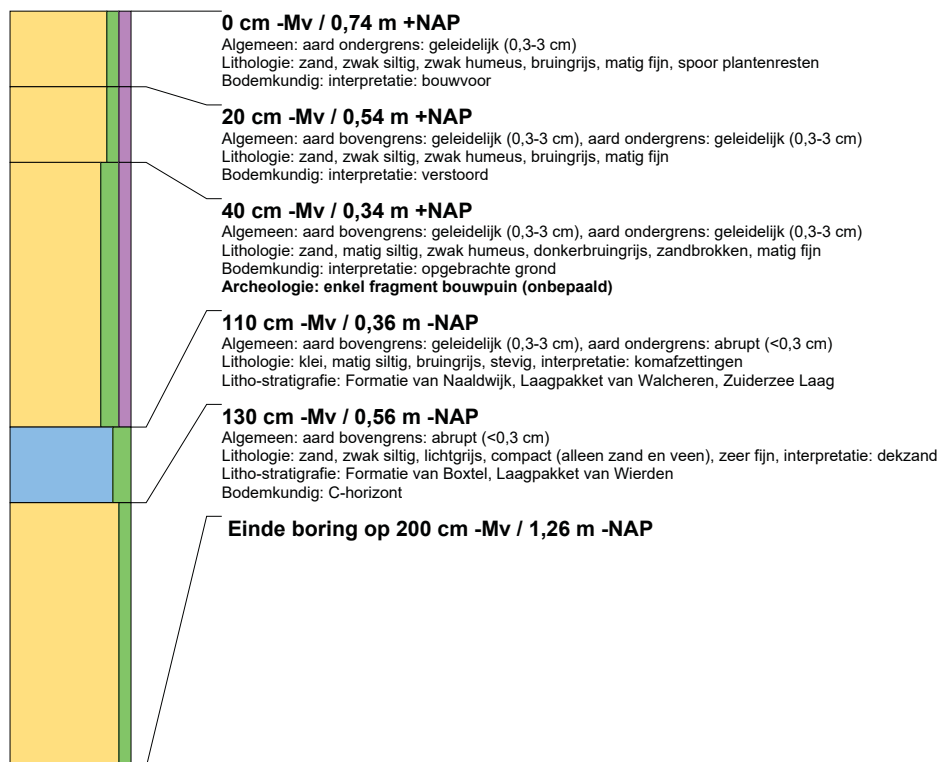 0 cm -Mv / 0,74 m +NAP
Algemeen: aard ondergrens: geleidelijk (0,3-3 cm)
Lithologie: zand, zwak siltig, zwak humeus, bruingrijs, matig fijn, spoor plantenresten
Bodemkundig: interpretatie: bouwvoor
20 cm -Mv / 0,54 m +NAP
Algemeen: aard bovengrens: geleidelijk (0,3-3 cm), aard ondergrens: geleidelijk (0,3-3 cm)
Lithologie: zand, zwak siltig, zwak humeus, bruingrijs, matig fijn
Bodemkundig: interpretatie: verstoord
40 cm -Mv / 0,34 m +NAP
Algemeen: aard bovengrens: geleidelijk (0,3-3 cm), aard ondergrens: geleidelijk (0,3-3 cm)
Lithologie: zand, matig siltig, zwak humeus, donkerbruingrijs, zandbrokken, matig fijn
Bodemkundig: interpretatie: opgebrachte grond
Archeologie: enkel fragment bouwpuin (onbepaald)
110 cm -Mv / 0,36 m -NAP
Algemeen: aard bovengrens: geleidelijk (0,3-3 cm), aard ondergrens: abrupt (<0,3 cm)
Lithologie: klei, matig siltig, bruingrijs, stevig, interpretatie: komafzettingen
Litho-stratigrafie: Formatie van Naaldwijk, Laagpakket van Walcheren, Zuiderzee Laag
130 cm -Mv / 0,56 m -NAP
Algemeen: aard bovengrens: abrupt (<0,3 cm)
Lithologie: zand, zwak siltig, lichtgrijs, compact (alleen zand en veen), zeer fijn, interpretatie: dekzand
Litho-stratigrafie: Formatie van Boxtel, Laagpakket van Wierden
Bodemkundig: C-horizont
Einde boring op 200 cm -Mv / 1,26 m -NAP